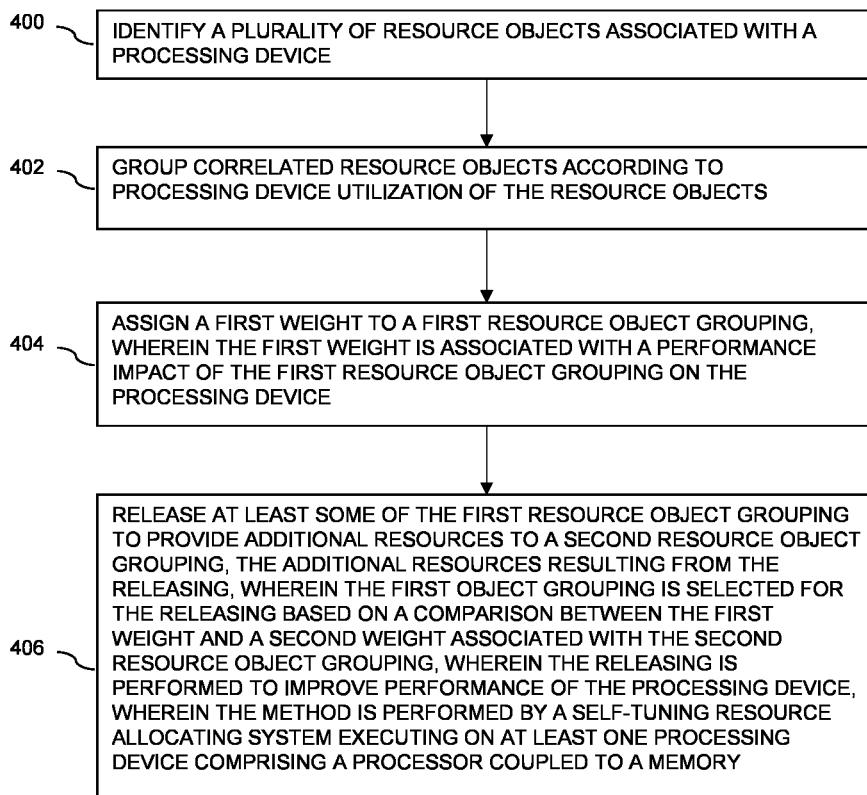 400
IDENTIFY A PLURALITY OF RESOURCE OBJECTS ASSOCIATED WITH A
PROCESSING DEVICE
402
GROUP CORRELATED RESOURCE OBJECTS ACCORDING TO
PROCESSING DEVICE UTILIZATION OF THE RESOURCE OBJECTS
404
ASSIGN A FIRST WEIGHT TO A FIRST RESOURCE OBJECT GROUPING,
WHEREIN THE FIRST WEIGHT IS ASSOCIATED WITH A PERFORMANCE
IMPACT OF THE FIRST RESOURCE OBJECT GROUPING ON THE
PROCESSING DEVICE
406
RELEASE AT LEAST SOME OF THE FIRST RESOURCE OBJECT GROUPING
TO PROVIDE ADDITIONAL RESOURCES TO A SECOND RESOURCE OBJECT
GROUPING, THE ADDITIONAL RESOURCES RESULTING FROM THE
RELEASING, WHEREIN THE FIRST OBJECT GROUPING IS SELECTED FOR
THE RELEASING BASED ON A COMPARISON BETWEEN THE FIRST
WEIGHT AND A SECOND WEIGHT ASSOCIATED WITH THE SECOND
RESOURCE OBJECT GROUPING, WHEREIN THE RELEASING IS
PERFORMED TO IMPROVE PERFORMANCE OF THE PROCESSING DEVICE,
WHEREIN THE METHOD IS PERFORMED BY A SELF-TUNING RESOURCE
ALLOCATING SYSTEM EXECUTING ON AT LEAST ONE PROCESSING
DEVICE COMPRISING A PROCESSOR COUPLED TO A MEMORY